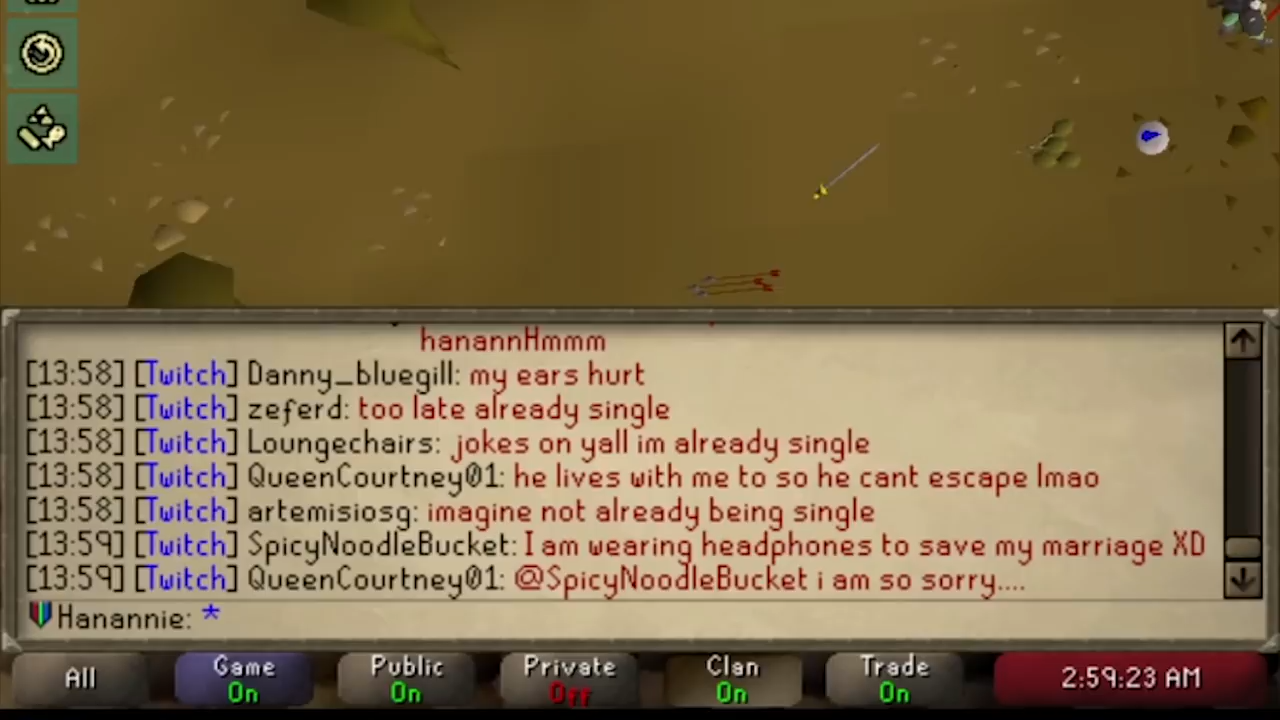 hanannHmmm
[13:58] [Twitch] Danny_bluegill: my ears hurt
[13:58] [Twitch] zeferd: too late already single
[13:58] [Twitch] Loungechairs: jokes on yall im already single
[13:58] [Twitch] QueenCourtney01: he lives with me to so he cant escape lmao
[13:58] [Twitch] artemisiosg: imagine not already being single
[13:59] [Twitch] SpicyNoodleBucket: I am wearing headphones to save my marriage XD
[13:59] [Twitch] QueenCourtney01: @SpicyNoodleBucket i am so sorry....
Hanannie: *
All
Game
On
Public
On
Private
Off
Clan
On
Trade
On
2:59:23 AM